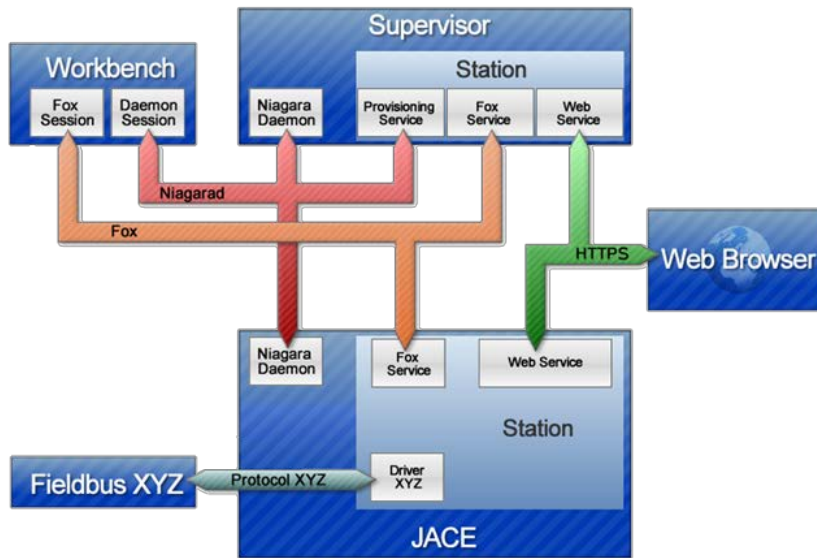 Supervisor
Workbench
Station
Fox
Session
Daemon
Session
Niagara
Daemon
Provisioning
Service
Fox
Service
Web
Service
Niagarad
Fox
HTTPS
Web Browser
Niagara
Daemon
Fox
Service
Web Service
Station
Fieldbus XYZ
Protocol XYZ
Driver
XYZ
JACE